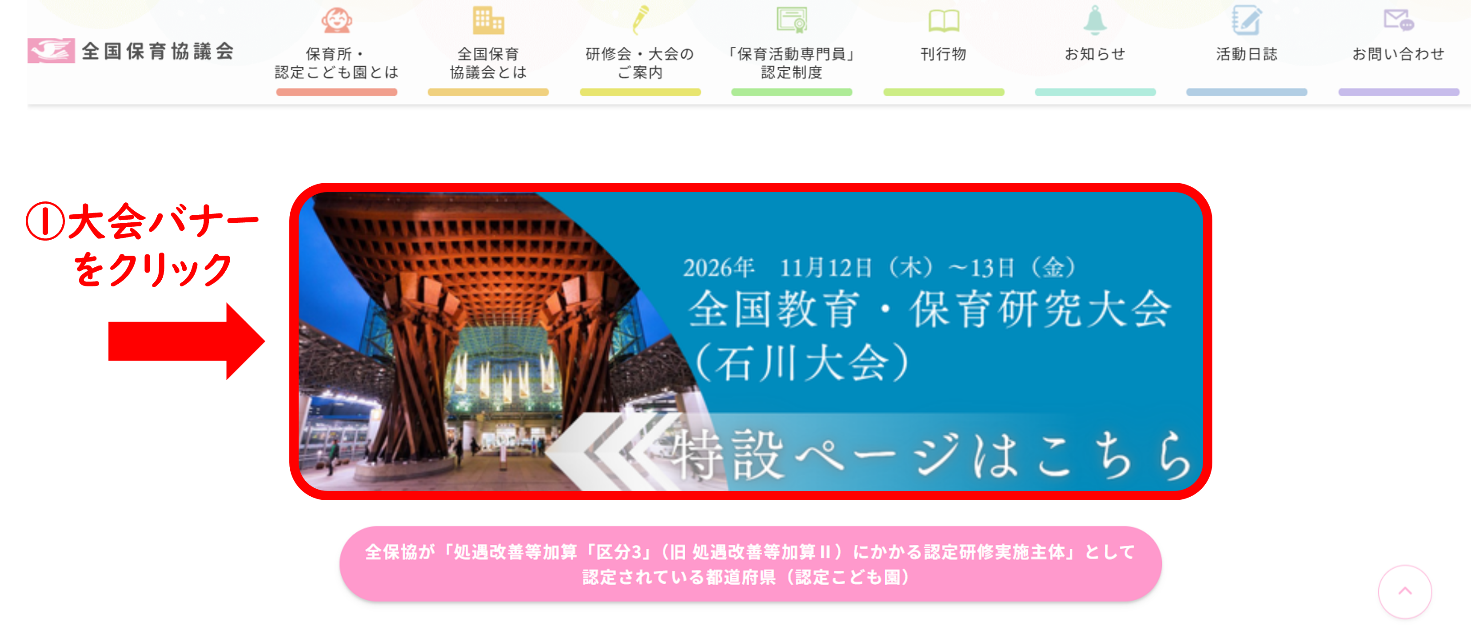 全国保育協議会
保育所・
認定こども園とは
全国保育
協議会とは
研修会・大会の
ご案内
「保育活動専門員」
認定制度
刊行物
お知らせ
活動日誌
お問い合わせ
①大会バナー
をクリック
2026年　11月12日（木）～13日（金）
全国教育・保育研究大会
（石川大会）
特設ページはこちら
全保協が「処遇改善等加算「区分3」（旧 処遇改善等加算Ⅱ）にかかる認定研修実施主体」として
認定されている都道府県（認定こども園）